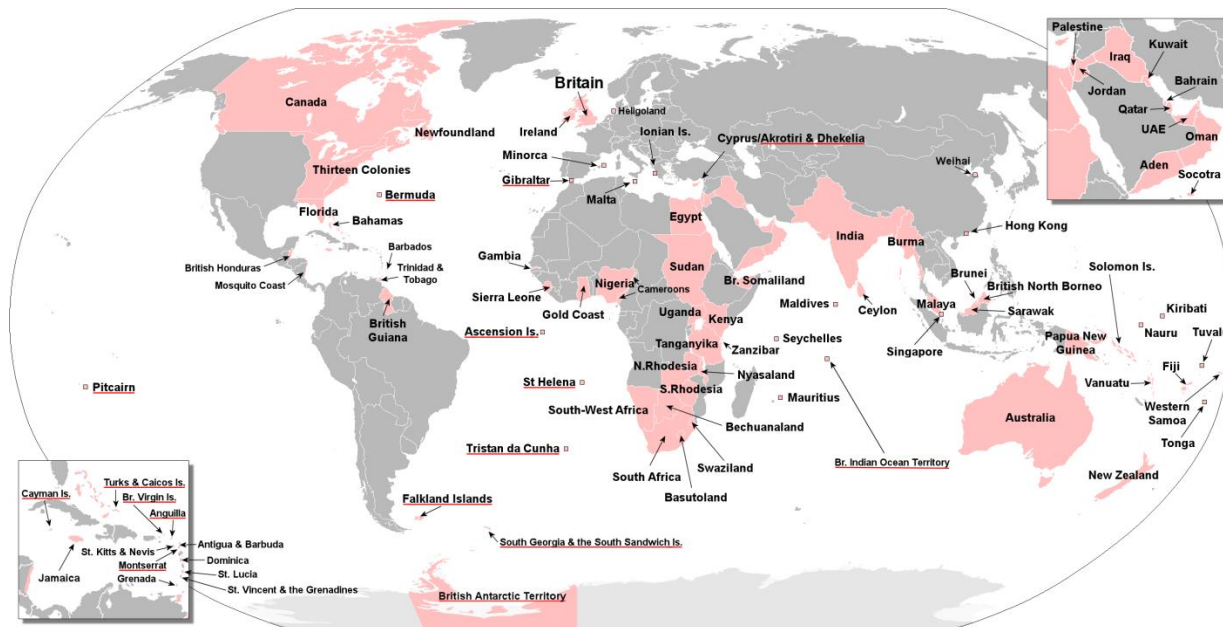 Palestine
Iraq
Kuwait
Jordan
Bahrain
Qatar
UAE
Oman
Aden
Socotra
Canada
Britain
Heligoland
Ireland
Newfoundland
Ionian Is.
Cyprus/Akrotiri & Dhekelia
Minorca
Thirteen Colonies
Gibraltar
Malta
Weihai
Bermuda
Florida
Bahamas
Egypt
India
Burma
Hong Kong
Barbados
British Honduras
Trinidad &
Tobago
Mosquito Coast
Gambia
Sudan
Brunei
Solomon Is.
British North Borneo
Nigeria
Cameroons
Br. Somaliland
Sierra Leone
Gold Coast
Maldives
Ceylon
Malaya
Sarawak
Kiribati
Uganda
Kenya
British
Guiana
Ascension Is.
Nauru
Tuvalu
Papua New
Guinea
Tanganyika
Zanzibar
Seychelles
Singapore
N.Rhodesia
Nyasaland
Fiji
Pitcairn
St Helena
S.Rhodesia
Mauritius
Vanuatu
Western
Samoa
South-West Africa
Bechuanaland
Australia
Tonga
Tristan da Cunha
Swaziland
Br. Indian Ocean Territory
South Africa
Basutoland
New Zealand
Falkland Islands
South Georgia & the South Sandwich Is.
British Antarctic Territory
Turks & Caicos Is.
Cayman Is.
Br. Virgin Is.
Anguilla
Antigua & Barbuda
St. Kitts & Nevis
Montserrat
Dominica
Jamaica
St. Lucia
Grenada
St. Vincent & the Grenadines